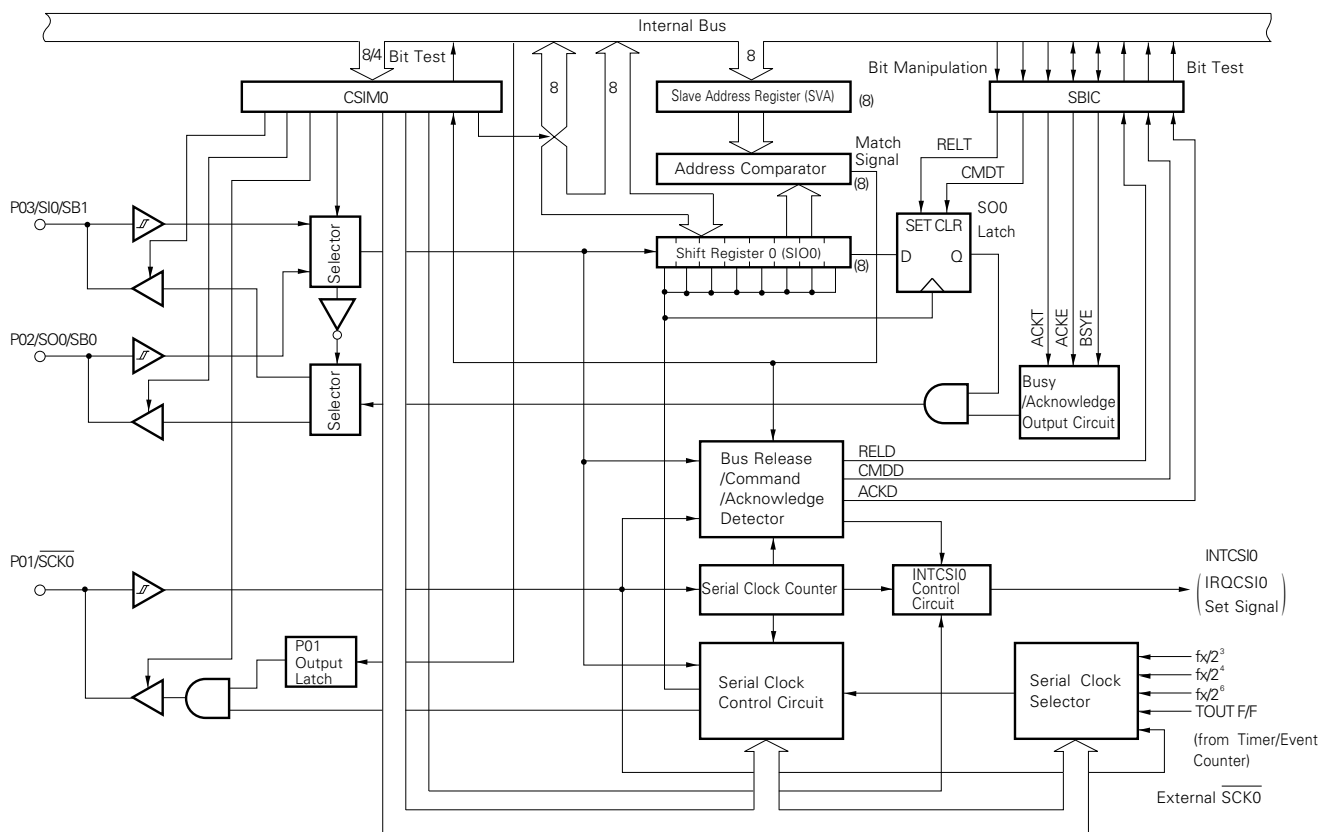 Internal Bus
8/4 Bit Test
8
8
8
Bit Manipulation
Bit Test
CSIM0
Slave Address Register (SVA)
(8)
SBIC
RELT
CMDT
Match
Signal
Address Comparator
(8)
P03/SI0/SB1
Selector
SO0
Latch
SET CLR
D Q
Shift Register 0 (SIO0)
(8)
ACKT
ACKE
BSYE
P02/SO0/SB0
Selector
Busy
/Acknowledge
Output Circuit
Bus Release
/Command
/Acknowledge
Detector
RELD
CMDD
ACKD
P01/S̅C̅K̅0̅
Serial Clock Counter
INTCSI0
Control
Circuit
INTCSI0
IRQCSI0
Set Signal
P01
Output
Latch
Serial Clock
Control Circuit
Serial Clock
Selector
fx/2³
fx/2⁴
fx/2⁶
TOUT F/F
(from Timer/Event
Counter)
External S̅C̅K̅0̅